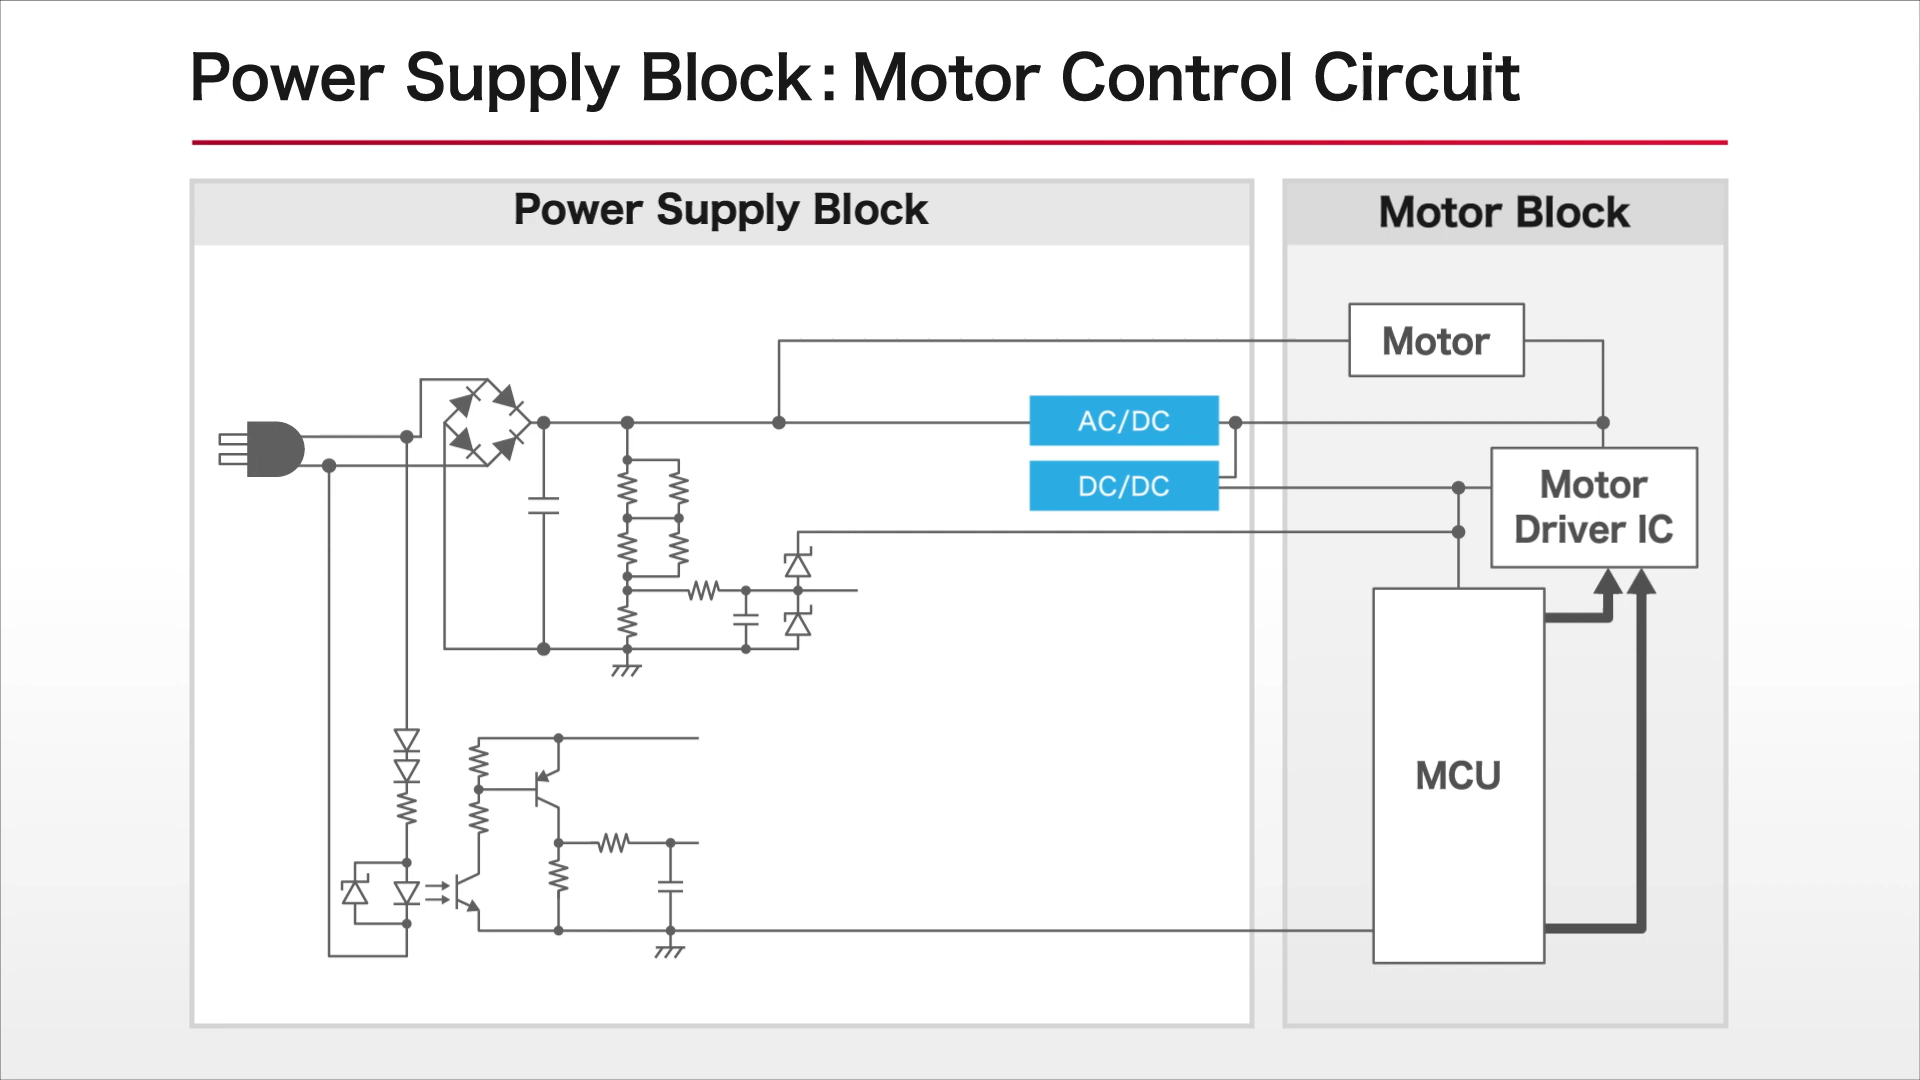 Power Supply Block: Motor Control Circuit
Power Supply Block
Motor Block
Motor
AC/DC
DC/DC
Motor
Driver IC
MCU